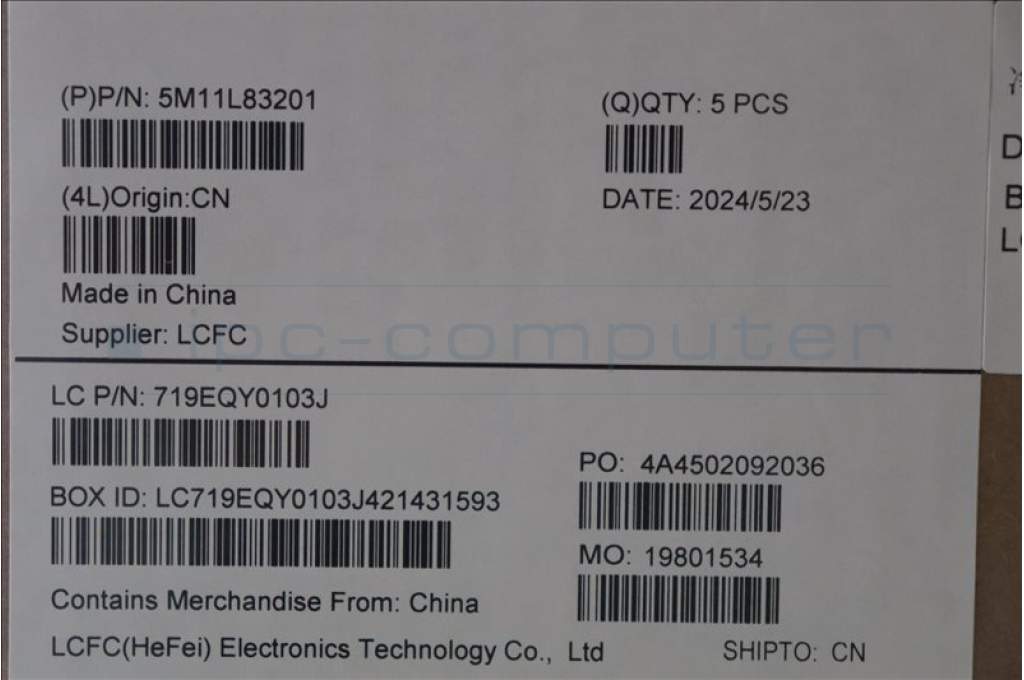 (P)P/N: 5M11L83201
(Q)QTY: 5 PCS
(4L)Origin:CN
DATE: 2024/5/23
Made in China
Supplier: LCFC
ipc-computer
LC P/N: 719EQY0103J
PO: 4A4502092036
BOX ID: LC719EQY0103J421431593
MO: 19801534
Contains Merchandise From: China
LCFC(HeFei) Electronics Technology Co., Ltd
SHIPTO: CN